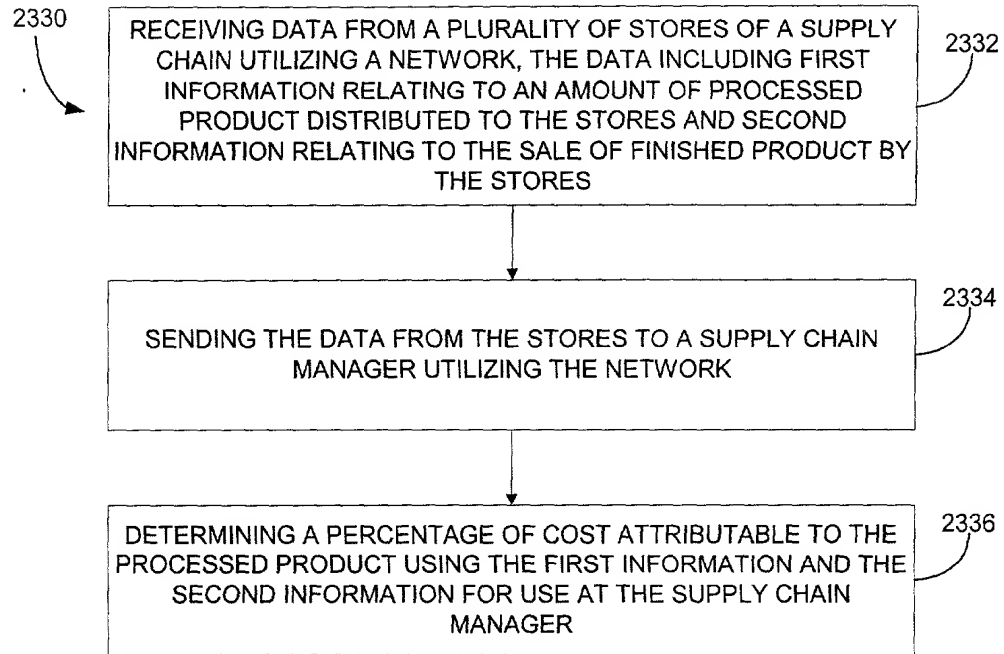 2330
RECEIVING DATA FROM A PLURALITY OF STORES OF A SUPPLY
CHAIN UTILIZING A NETWORK, THE DATA INCLUDING FIRST
INFORMATION RELATING TO AN AMOUNT OF PROCESSED
PRODUCT DISTRIBUTED TO THE STORES AND SECOND
INFORMATION RELATING TO THE SALE OF FINISHED PRODUCT BY
THE STORES
2332
SENDING THE DATA FROM THE STORES TO A SUPPLY CHAIN
MANAGER UTILIZING THE NETWORK
2334
DETERMINING A PERCENTAGE OF COST ATTRIBUTABLE TO THE
PROCESSED PRODUCT USING THE FIRST INFORMATION AND THE
SECOND INFORMATION FOR USE AT THE SUPPLY CHAIN
MANAGER
2336